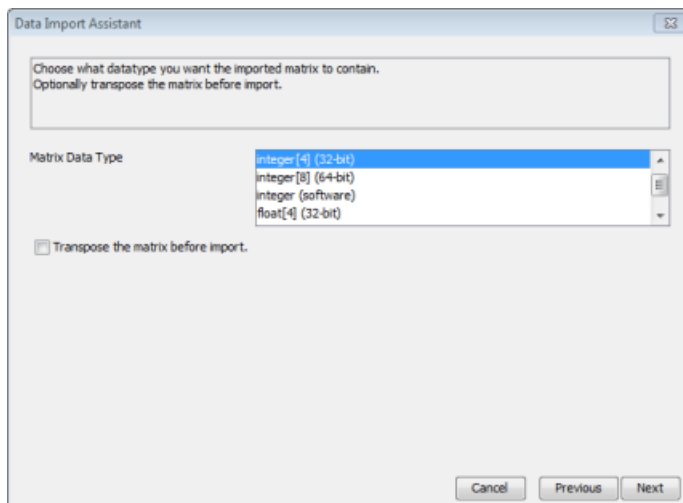 Data Import Assistant
Choose what datatype you want the imported matrix to contain.
Optionally transpose the matrix before import.
Matrix Data Type
integer[4] (32-bit)
integer[8] (64-bit)
integer (software)
float[4] (32-bit)
Transpose the matrix before import.
Cancel
Previous
Next